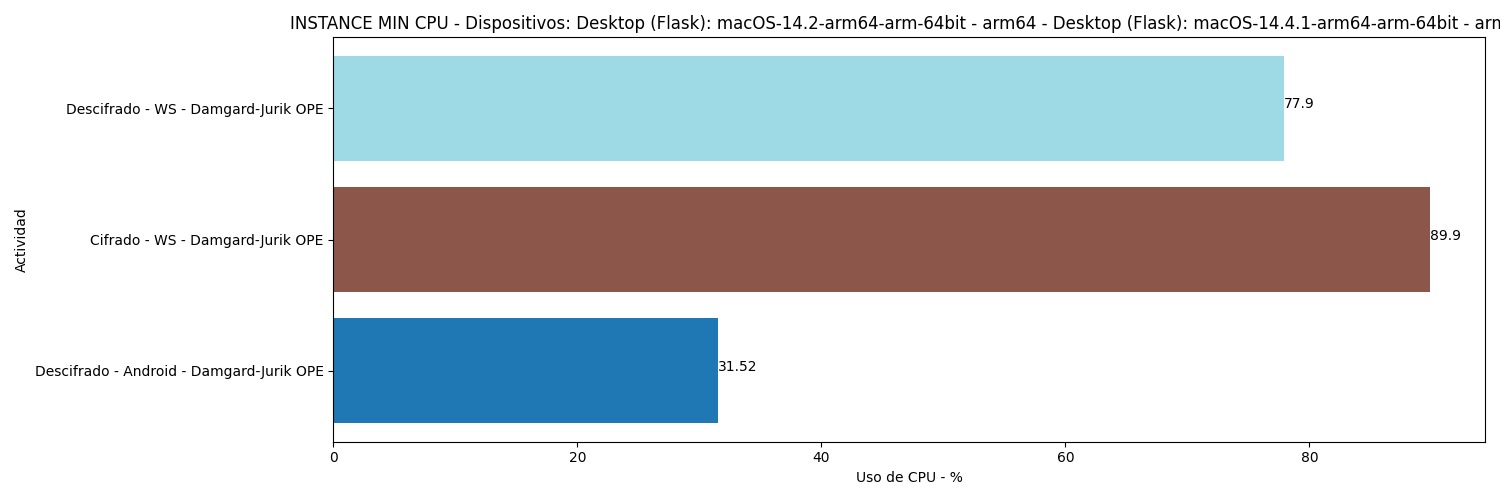 INSTANCE MIN CPU - Dispositivos: Desktop (Flask): macOS-14.2-arm64-arm-64bit - arm64 - Desktop (Flask): macOS-14.4.1-arm64-arm-64bit -
Descifrado - WS - Damgard-Jurik OPE
77.9
Cifrado - WS - Damgard-Jurik OPE
89.9
Descifrado - Android - Damgard-Jurik OPE
31.52
Actividad
0 20 40 60 80
Uso de CPU - %